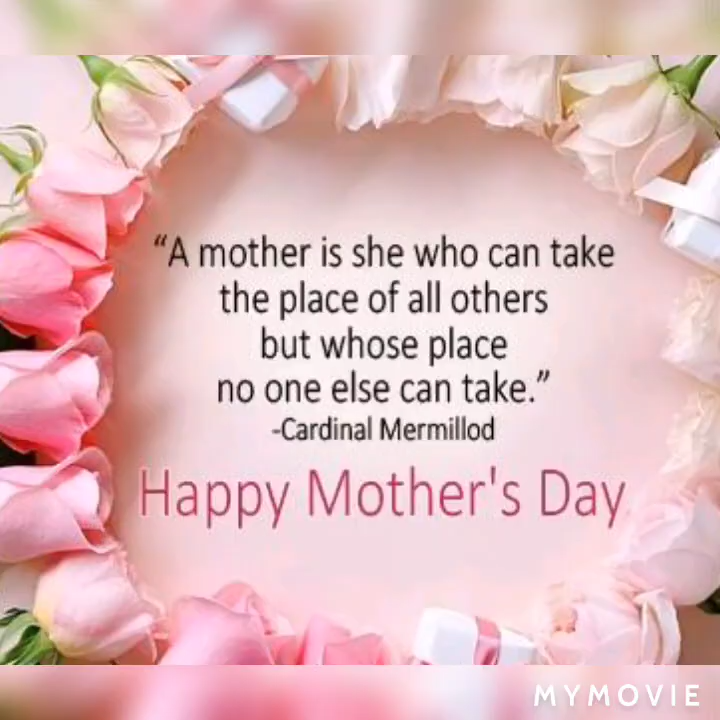 “A mother is she who can take
the place of all others
but whose place
no one else can take.”
-Cardinal Mermillod
Happy Mother's Day
MYMOVIE